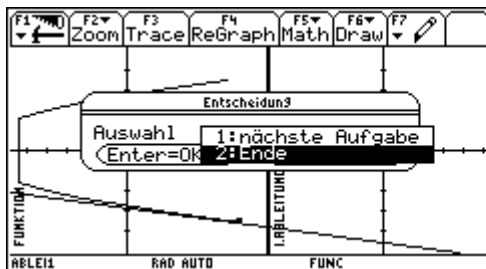 F1 F2 F3 F4 F5 F6 F7
Zoom Trace ReGraph Math Draw
Entscheidung
Auswahl
1:nächste Aufgabe
Enter=OK
2:Ende
FUNKTION
1.ABLEITUNG
ABLEI1 RAD AUTO FUNC